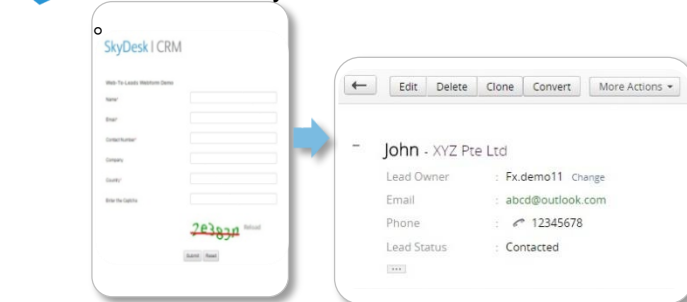 SkyDesk | CRM
Web-To-Leads Webform Demo
Name*
Email*
Contact Number*
Company
Country*
Enter the Captcha
Reload
Submit Reset
Edit Delete Clone Convert More Actions
John - XYZ Pte Ltd
Lead Owner : Fx.demo11 Change
Email : abcd@outlook.com
Phone : 12345678
Lead Status : Contacted